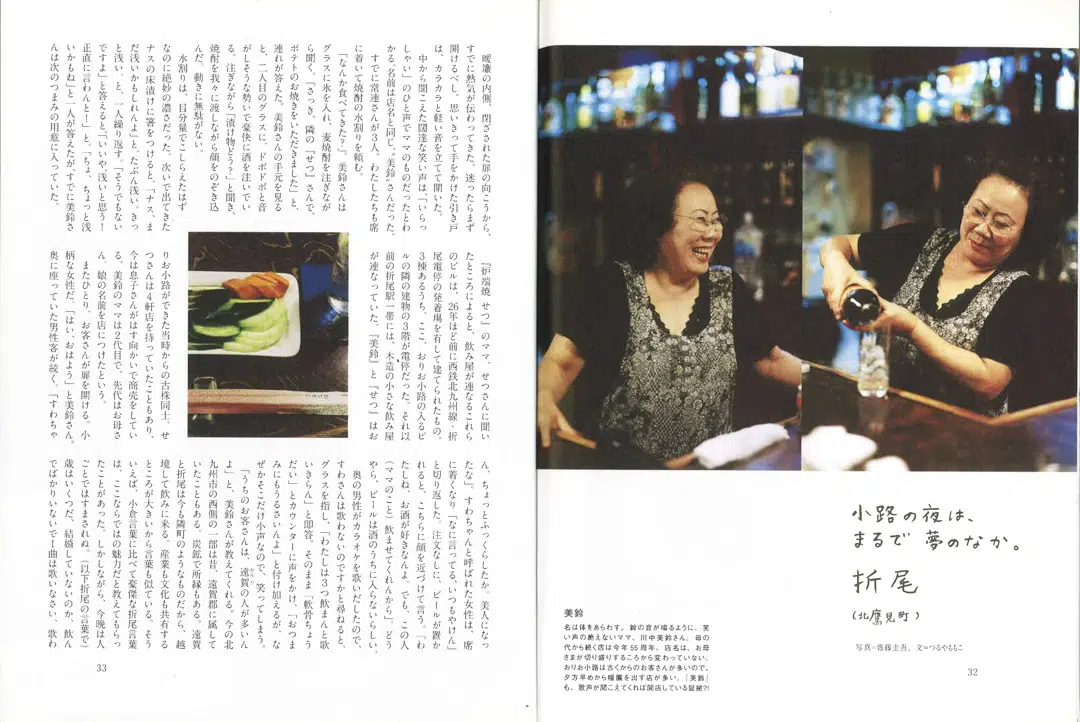 小路の夜は、
まるで 夢のなか。
折尾
(北鷹見町)
写真=齊藤圭吾、文=つるやももこ
美鈴
名は体をあらわす。鈴の音が鳴るように、笑
い声の絶えないママ、川中美鈴さん。母の
代から続く店は今年55周年。店名は、お母
さまが切り盛りするころから変わっていない。
おりお小路は古くからのお客さんが多いので、
夕方早めから暖簾を出す店が多い。『美鈴』
も、歌声が聞こえてくれば開店している証拠?!
32
暖簾の内側、閉ざされた扉の向こうから、
すでに熱気が伝わってきた。迷ったらまず
開けるべし。思いきって手をかけた引き戸
は、カラカラと軽い音を立てて開いた。
中から聞こえた闊達な笑い声は、「いらっ
しゃい」のひと声でママのものだったとわ
かる。名前は店名と同じ。"美鈴"さんだった。
すでに常連さんが3人。わたしたちも席
に着いて焼酎の水割りを頼む。
「なんか食べてきた?」。美鈴さんは
グラスに氷を入れ、麦焼酎を注ぎなが
ら聞く。「さっき、隣の『せつ』さんで、
ポテトのお焼きをいただきました」と、
連れが答えた。美鈴さんの手元を見る
と、二人目のグラスに、ドボドボと音
がしそうな勢いで豪快に酒を注いでい
る。注ぎながら「漬け物どう?」と聞き、
焼酎を我々に渡しながら顔をのぞき込
んだ。動きに無駄がない。
水割りは、目分量でこしらえたはず
なのに絶妙の濃さだった。次いで出てきた
ナスの床漬けに箸をつけると、「ナス、ま
だ浅いかもしれんよ」と。たぶん浅い。きっ
と浅い、と、一人繰り返す。「そうでもない
ですよ」と答えると「いいや、浅いと思う!
正直に言わんと!」と、「ちょ、ちょっと浅
いかもね」と一人が答えたがすでに美鈴さ
んは次のつまみの用意に入っていた。
『炉端焼 せつ』のママ、せつさんに聞い
たところによると、飲み屋が連なるこれら
のビルは、26年ほど前に西鉄北九州線・折
尾電停の発着場を有して建てられたもの。
3棟あるうち、ここ、おりお小路の入るビ
ルの隣の建物の3階が電停だった。それ以
前の折尾駅一帯には、木造の小さな飲み屋
が連なっていた。『美鈴』と『せつ』はお
りお小路ができた当時からの古株同士、せ
つさんは4軒店を持っていたこともあり、
今は息子さんがはす向かいで商売をしてい
る。美鈴のママは2代目で、先代はお母さ
ん。娘の名前を店につけたという。
またひとり、お客さんが扉を開ける。小
柄な女性だ。「はい、おはよう」と美鈴さん。
奥に座っていた男性客が続く。「すわちゃ
ん、ちょっとふっくらしたか。美人になっ
たな」。すわちゃんと呼ばれた女性は、席
に着くなり「なに言ってる、いつもやけん」
と切り返した。注文なしに、ビールが置か
れると、こちらに顔を近づけて言う。「わ
たしね、お酒が好きなんよ。でも、この人
(ママのこと)飲ませてくれんから」。どう
やら、ビールは酒のうちに入らないらしい。
奥の男性がカラオケを歌いだしたので、
すわさんは歌わないのですかと尋ねると、
グラスを指し、「わたしは3つ飲まんと歌
いきらん」と即答。そのまま「軟骨ちょう
だい」とカウンターに声をかけ、「おつま
みにもうるさいんよ」と付け加えるが、な
ぜかそこだけ小声なので、笑ってしまう。
「うちのお客さんは、遠賀の人が多いん
おんが
よ」と、美鈴さんが教えてくれる。今の北
九州市の西側の一部は昔、遠賀郡に属して
いたこともある。炭鉱で所縁もある。遠賀
と折尾は今も隣町のようなものだから、越
境して飲みに来る。産業も文化も共有する
ところが大きいから言葉も似ている。そう
いえば、小倉言葉に比べて豪傑な折尾言葉
は、ここならではの魅力だと教えてもらっ
たことがあった。しかしながら、今晩は人
ごとではすまされね。(以下折尾の言葉で)
歳はいくつだ、結婚していないのか、飲ん
でばかりいないで1曲は歌いなさい、歌わ
33